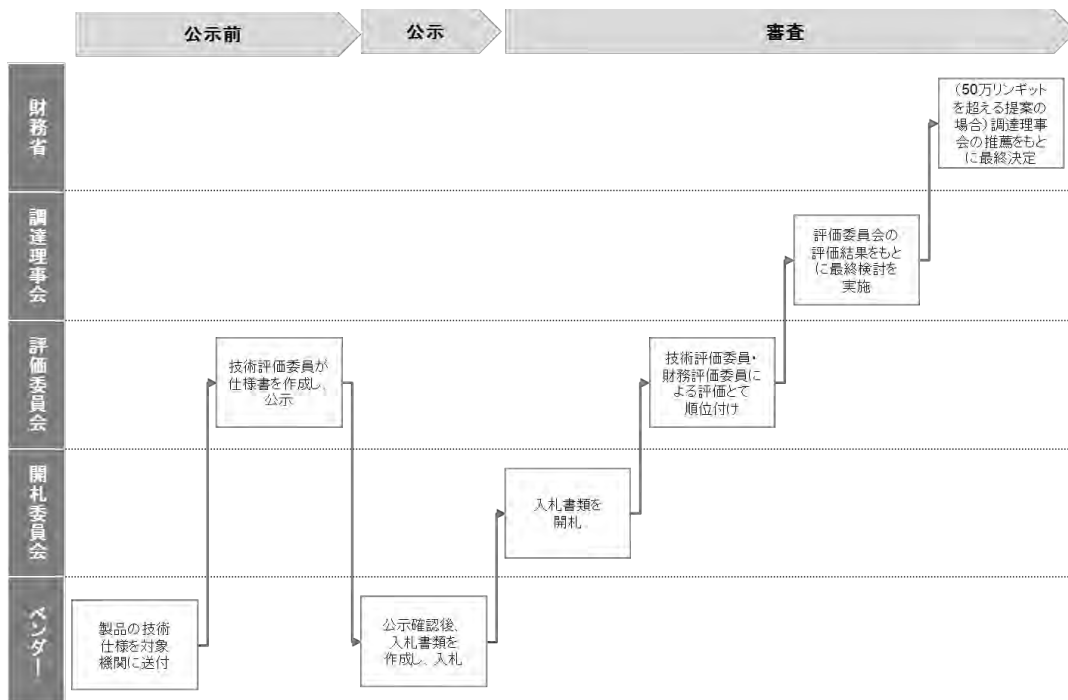 公示前
公示
審査
財務省
(50万リンギット
を超える提案の
場合)調達理事
会の推薦をもと
に最終決定
調達理事会
評価委員会の
評価結果をもと
に最終検討を
実施
評価委員会
技術評価委員が
仕様書を作成し、
公示
技術評価委員・
財務評価委員に
よる評価とて
順位付け
開札委員会
入札書類を
開札
ベンダー
製品の技術
仕様を対象
機関に送付
公示確認後、
入札書類を
作成し、入札